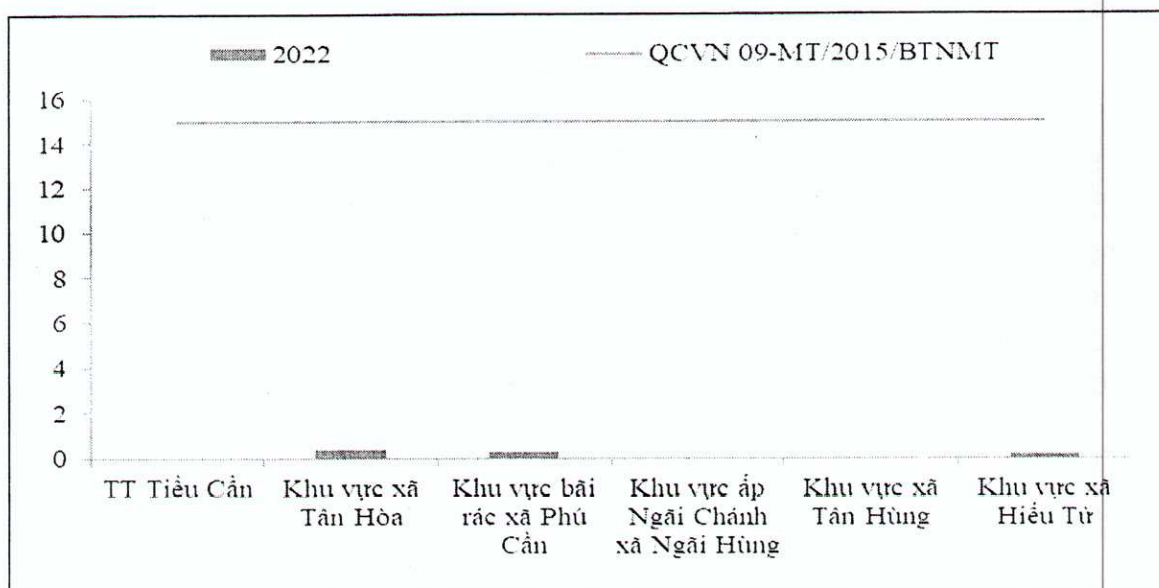 2022 QCVN 09-MT/2015/BTNMT
16
14
12
10
8
6
4
2
0
TT Tiểu Cần
Khu vực xã
Tân Hòa
Khu vực bãi
rác xã Phú
Cần
Khu vực ấp
Ngãi Chánh
xã Ngãi Hùng
Khu vực xã
Tân Hùng
Khu vực xã
Hiếu Tử